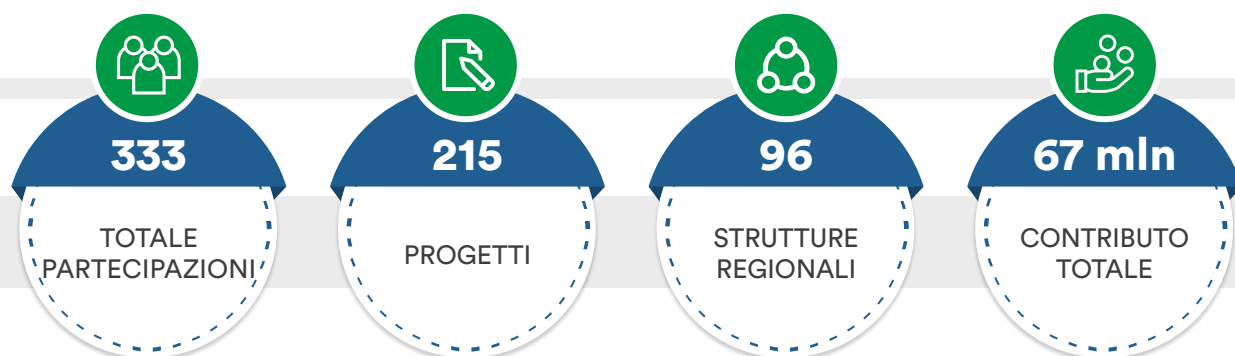 333
TOTALE
PARTECIPAZIONI
215
PROGETTI
96
STRUTTURE
REGIONALI
67 mln
CONTRIBUTO
TOTALE